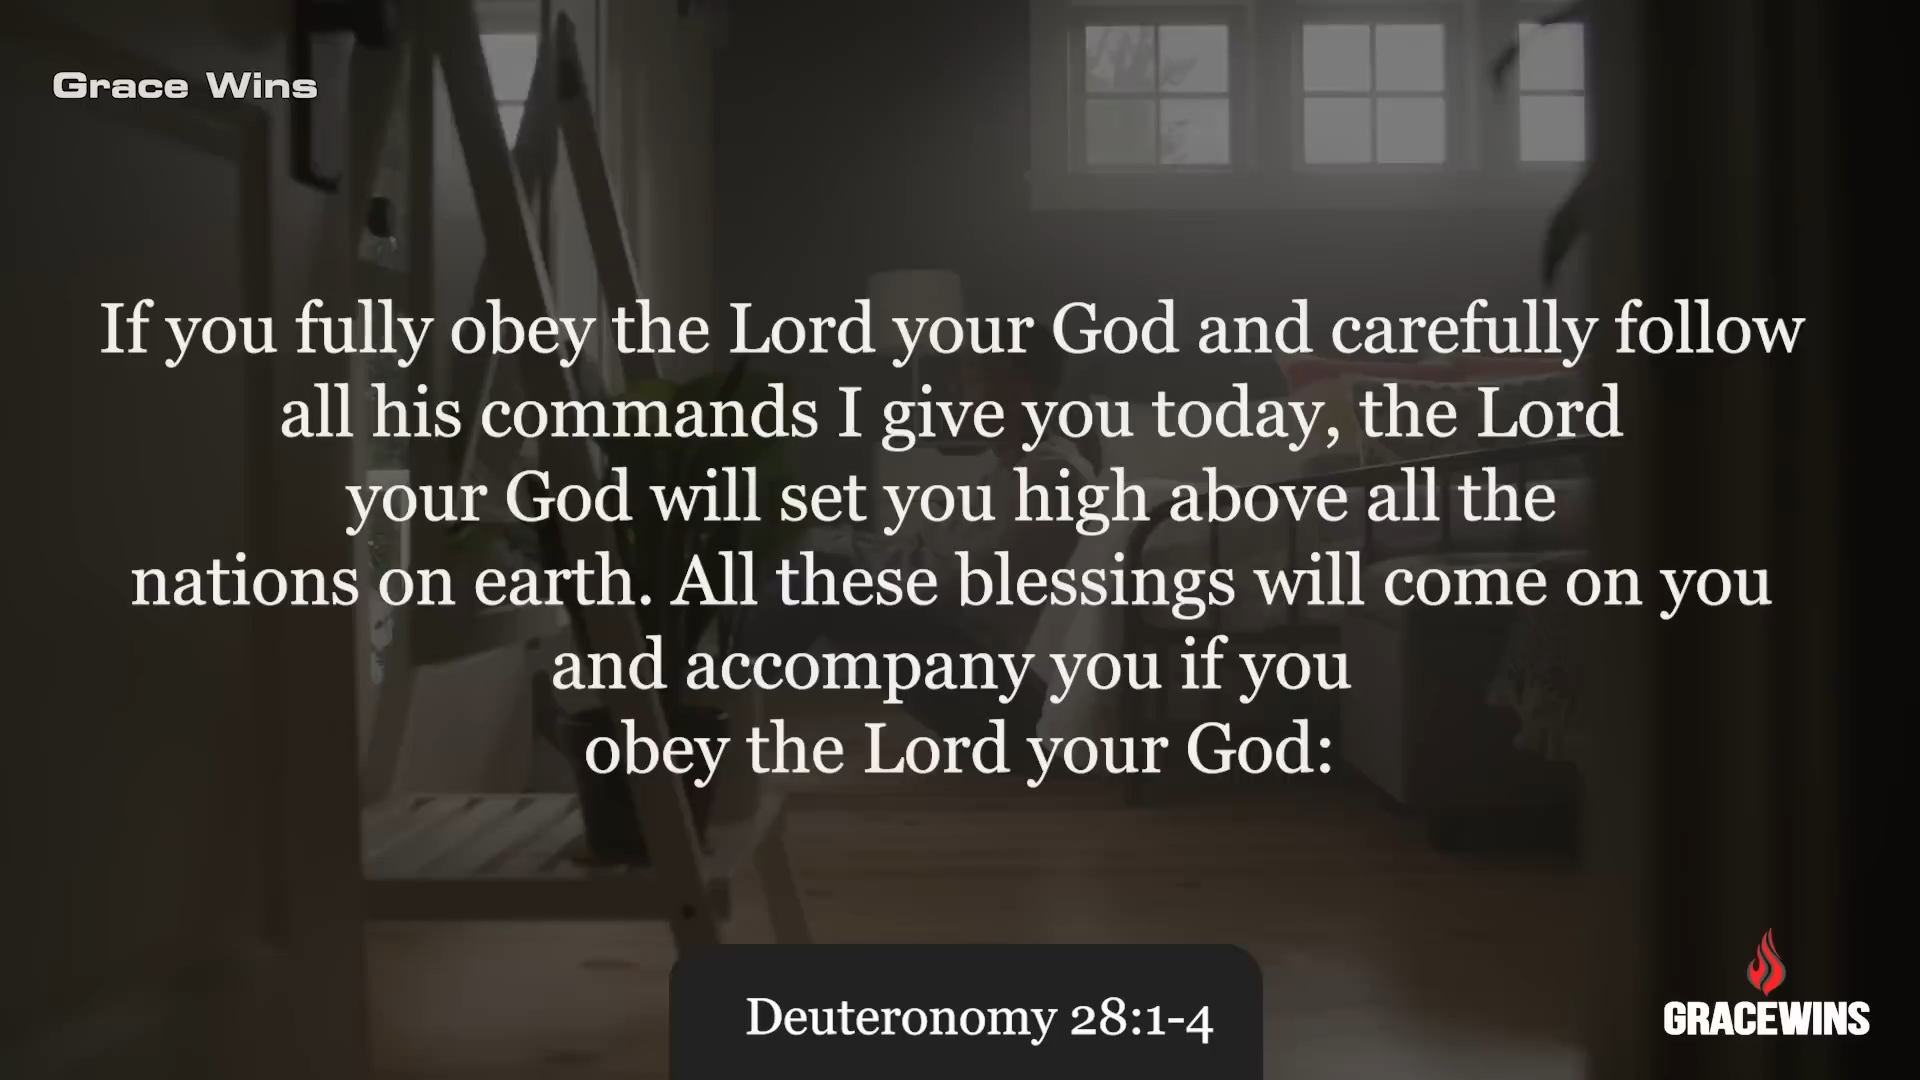 Grace Wins
If you fully obey the Lord your God and carefully follow
all his commands I give you today, the Lord
your God will set you high above all the
nations on earth. All these blessings will come on you
and accompany you if you
obey the Lord your God:
Deuteronomy 28:1-4
GRACEWINS